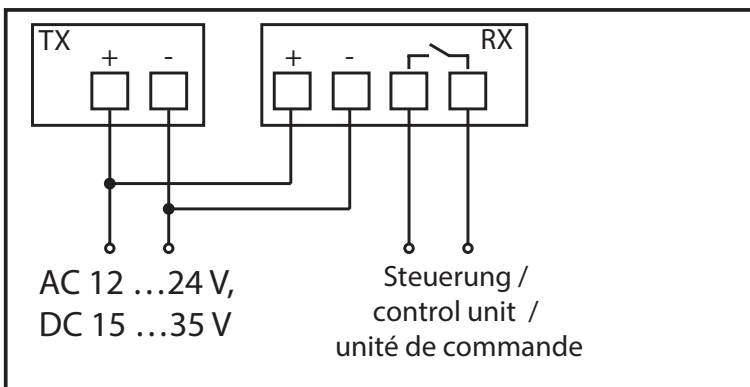 TX
+ -
RX
+ -
AC 12 …24 V,
DC 15 …35 V
Steuerung /
control unit /
unité de commande